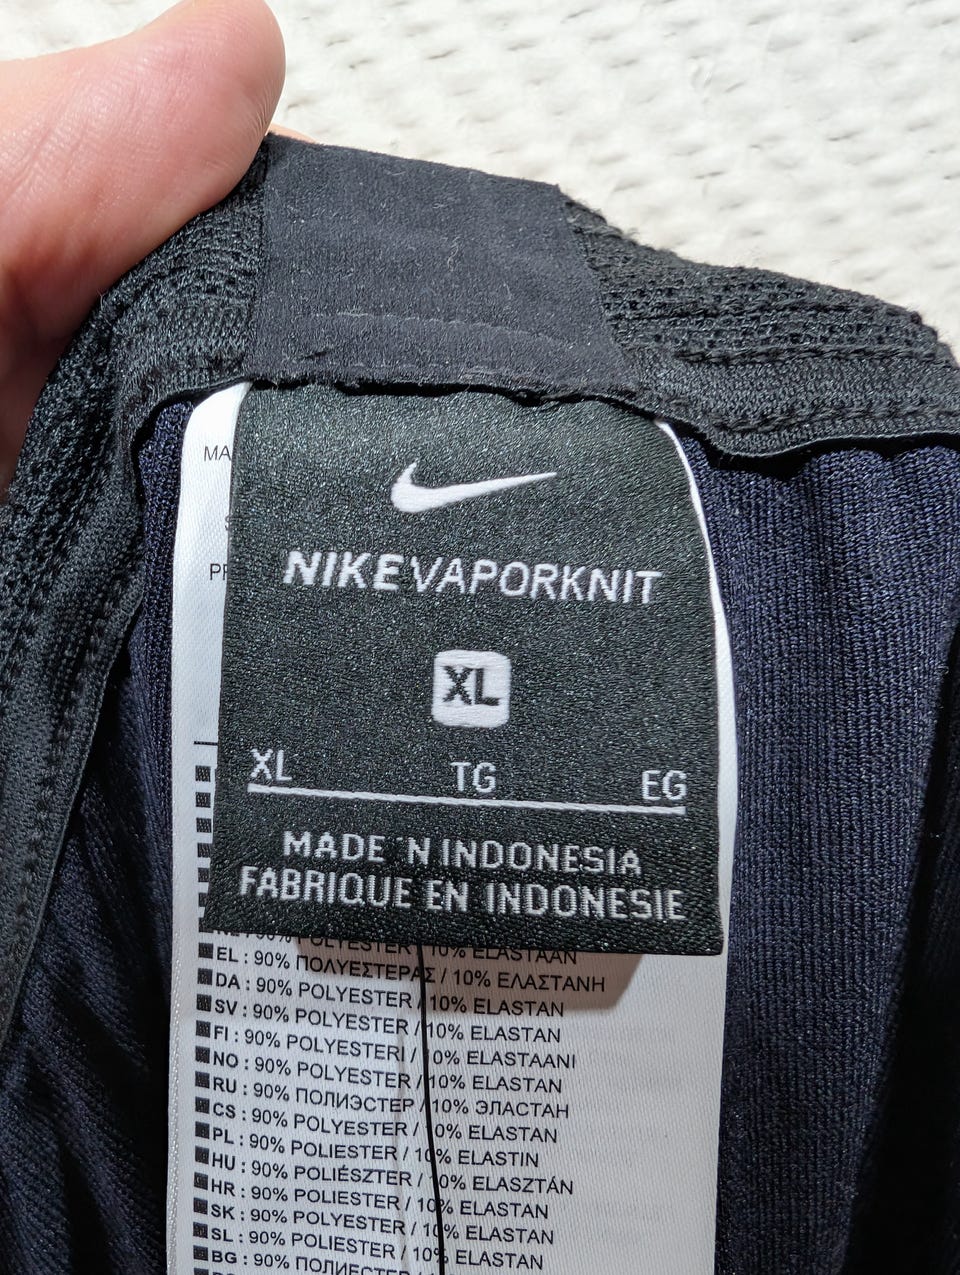 NIKEVAPORKNIT
XL
XL TG EG
MADE IN INDONESIA
FABRIQUE EN INDONESIE
POLYESTER / 10% ELASTAAN
EL : 90% ΠΟΛΥΕΣΤΕΡΑΣ / 10% ΕΛΑΣΤΑΝΗ
DA : 90% POLYESTER / 10% ELASTAN
SV : 90% POLYESTER / 10% ELASTAN
FI : 90% POLYESTERI / 10% ELASTAANI
NO : 90% POLYESTER / 10% ELASTAN
RU : 90% ПОЛИЭСТЕР / 10% ЭЛАСТАН
CS : 90% POLYESTER / 10% ELASTAN
PL : 90% POLIESTER / 10% ELASTIN
HU : 90% POLIÉSZTER / 10% ELASZTÁN
HR : 90% POLIESTER / 10% ELASTAN
SK : 90% POLYESTER / 10% ELASTAN
SL : 90% POLIESTER / 10% ELASTAN
BG : 90%